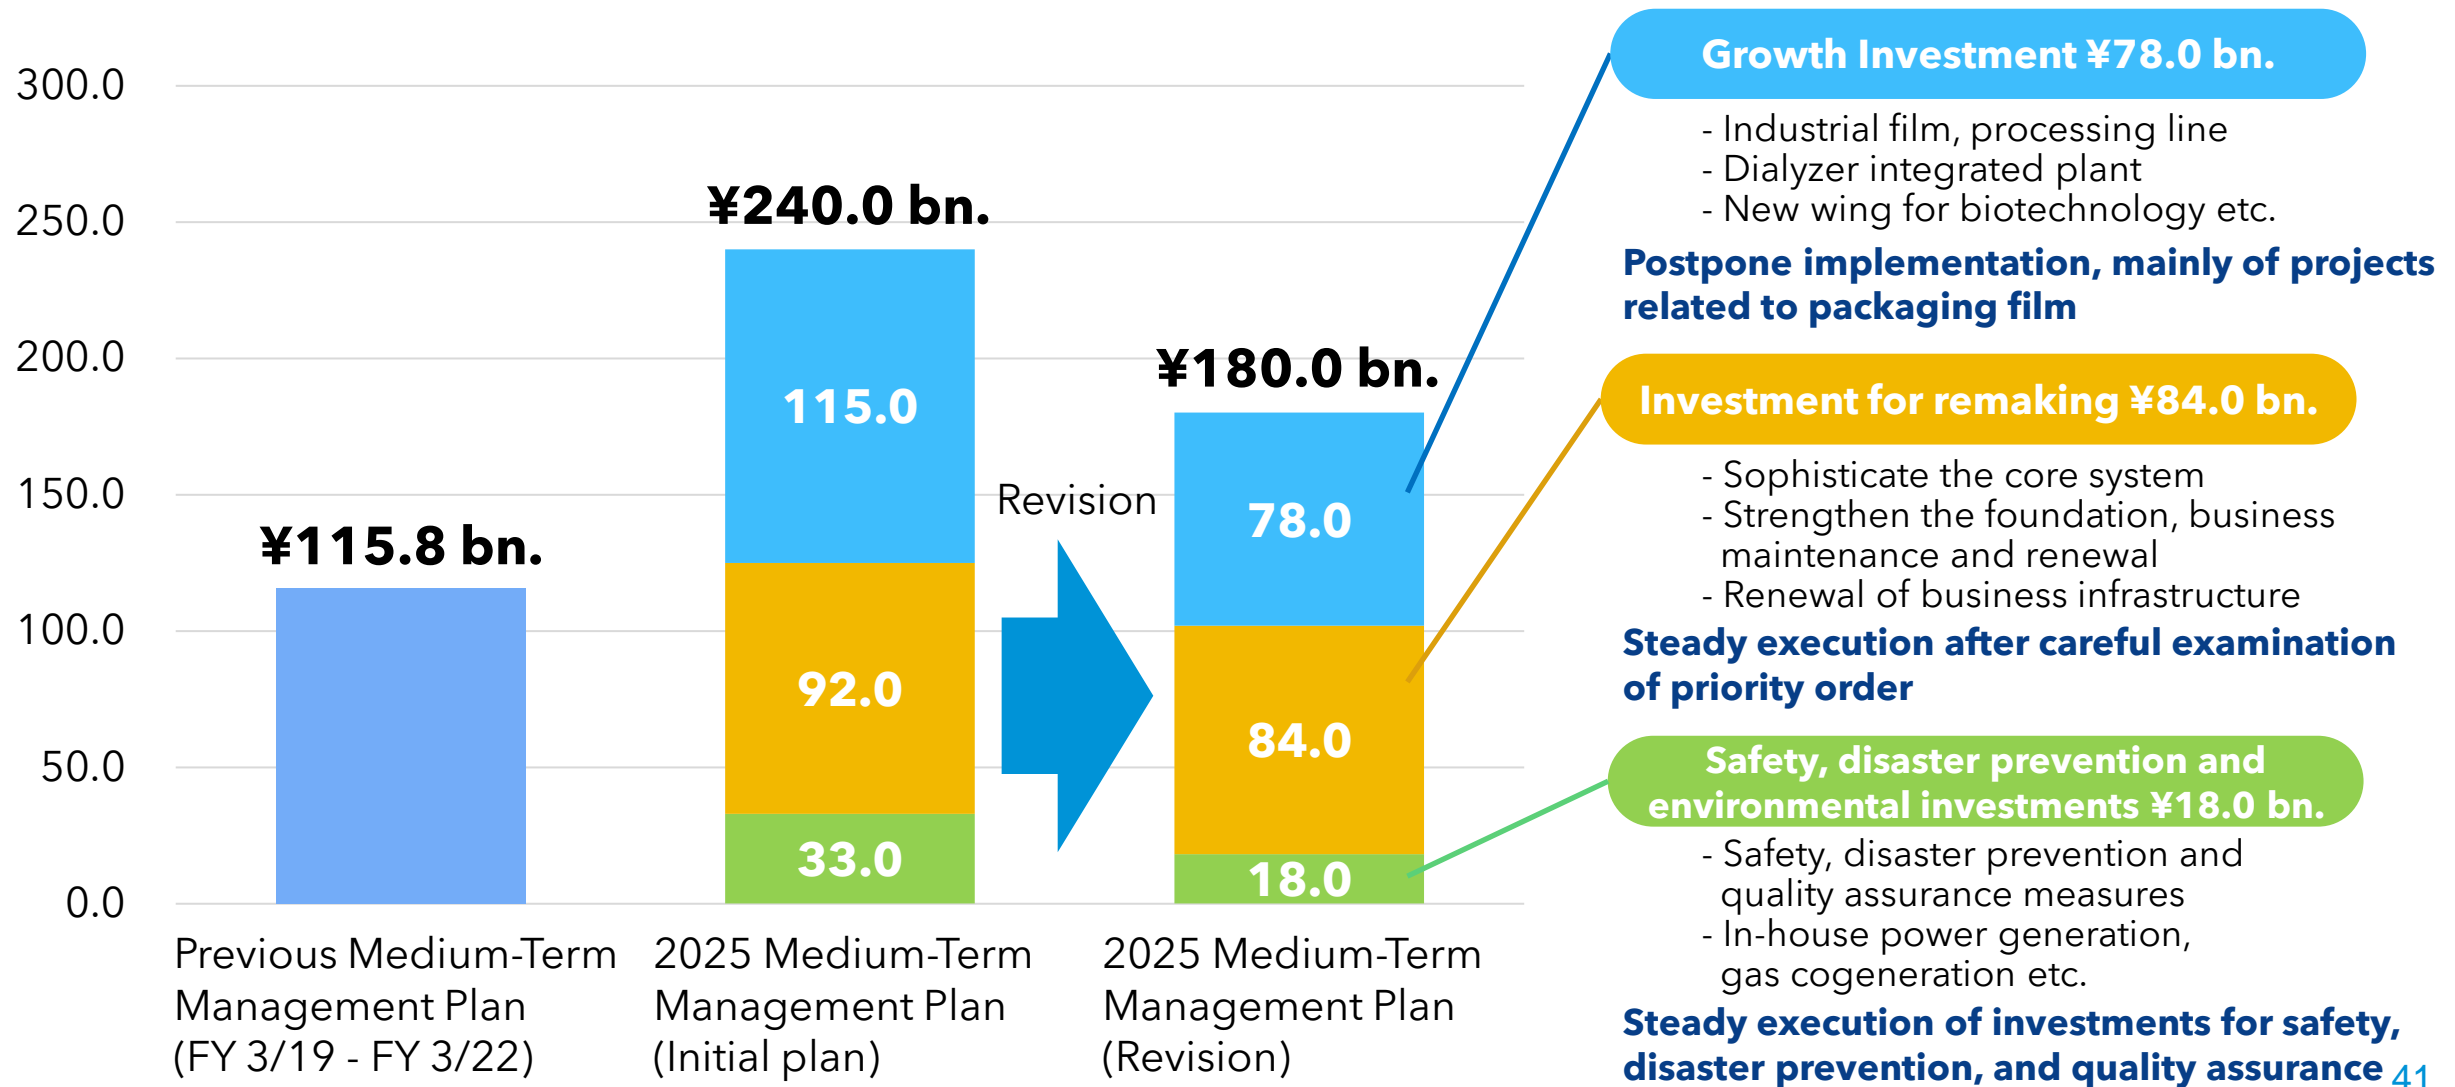 300.0
250.0
200.0
150.0
100.0
50.0
0.0
¥115.8 bn.
¥240.0 bn.
115.0
92.0
33.0
Revision
¥180.0 bn.
78.0
84.0
18.0
Previous Medium-Term
Management Plan
(FY 3/19 - FY 3/22)
2025 Medium-Term
Management Plan
(Initial plan)
2025 Medium-Term
Management Plan
(Revision)
Growth Investment ¥78.0 bn.
- Industrial film, processing line
- Dialyzer integrated plant
- New wing for biotechnology etc.
Postpone implementation, mainly of projects
related to packaging film
Investment for remaking ¥84.0 bn.
- Sophisticate the core system
- Strengthen the foundation, business
maintenance and renewal
- Renewal of business infrastructure
Steady execution after careful examination
of priority order
Safety, disaster prevention and
environmental investments ¥18.0 bn.
- Safety, disaster prevention and
quality assurance measures
- In-house power generation,
gas cogeneration etc.
Steady execution of investments for safety,
disaster prevention, and quality assurance
41